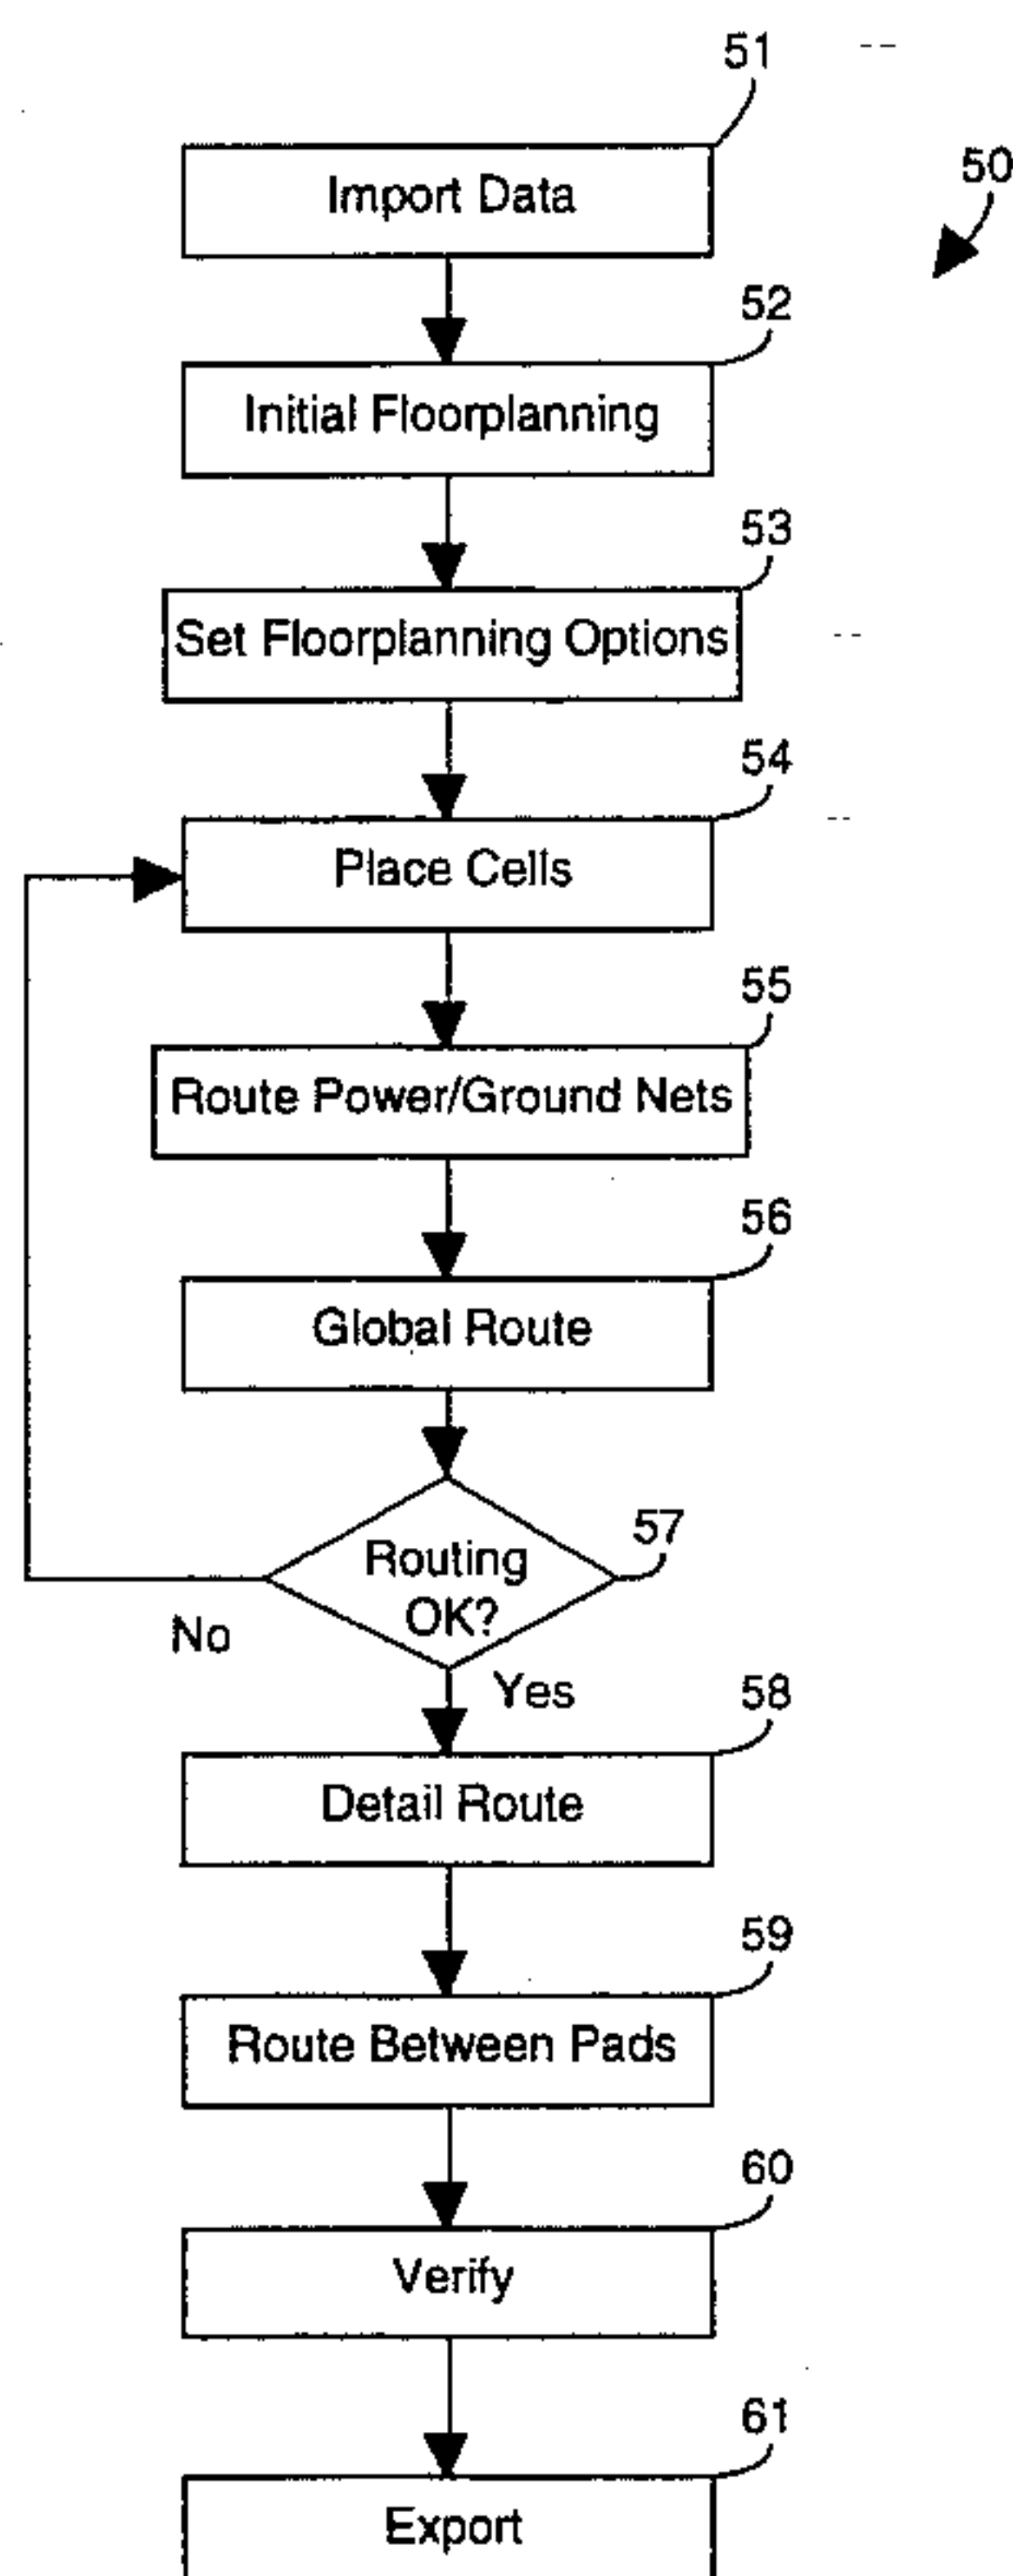 51
Import Data
50
52
Initial Floorplanning
53
Set Floorplanning Options
54
Place Cells
55
Route Power/Ground Nets
56
Global Route
57
Routing
OK?
No
Yes
58
Detail Route
59
Route Between Pads
60
Verify
61
Export